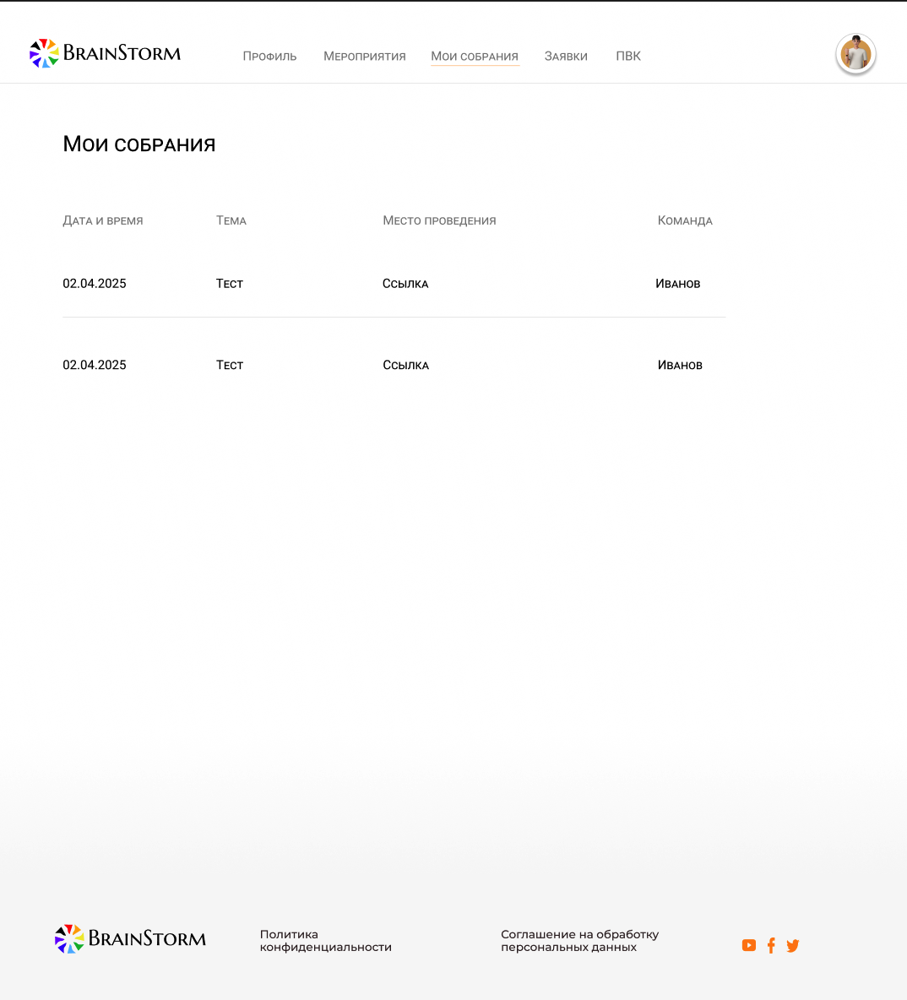 BrainStorm Профиль Мероприятия Мои собрания Заявки ПВК
Мои собрания
Дата и время Тема Место проведения Команда
02.04.2025 Тест Ссылка Иванов
02.04.2025 Тест Ссылка Иванов
BrainStorm
Политика
конфиденциальности
Соглашение на обработку
персональных данных